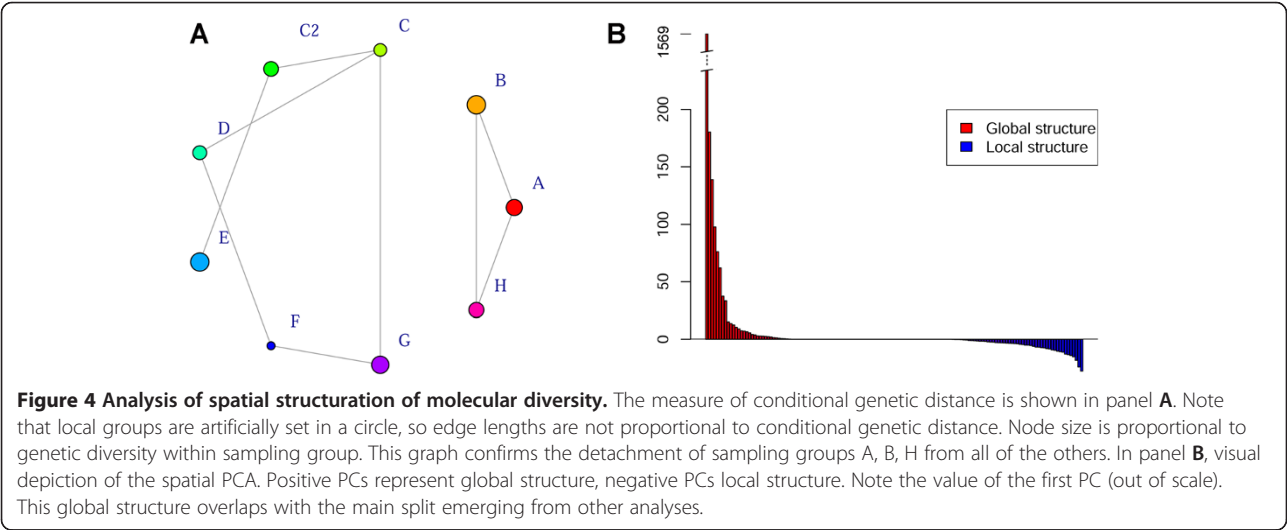 A
C2
C
B
D
A
E
H
F
G
B
1569
200
150
100
50
0
Global structure
Local structure
Figure 4 Analysis of spatial structuration of molecular diversity. The measure of conditional genetic distance is shown in panel A. Note
that local groups are artificially set in a circle, so edge lengths are not proportional to conditional genetic distance. Node size is proportional to
genetic diversity within sampling group. This graph confirms the detachment of sampling groups A, B, H from all of the others. In panel B, visual
depiction of the spatial PCA. Positive PCs represent global structure, negative PCs local structure. Note the value of the first PC (out of scale).
This global structure overlaps with the main split emerging from other analyses.